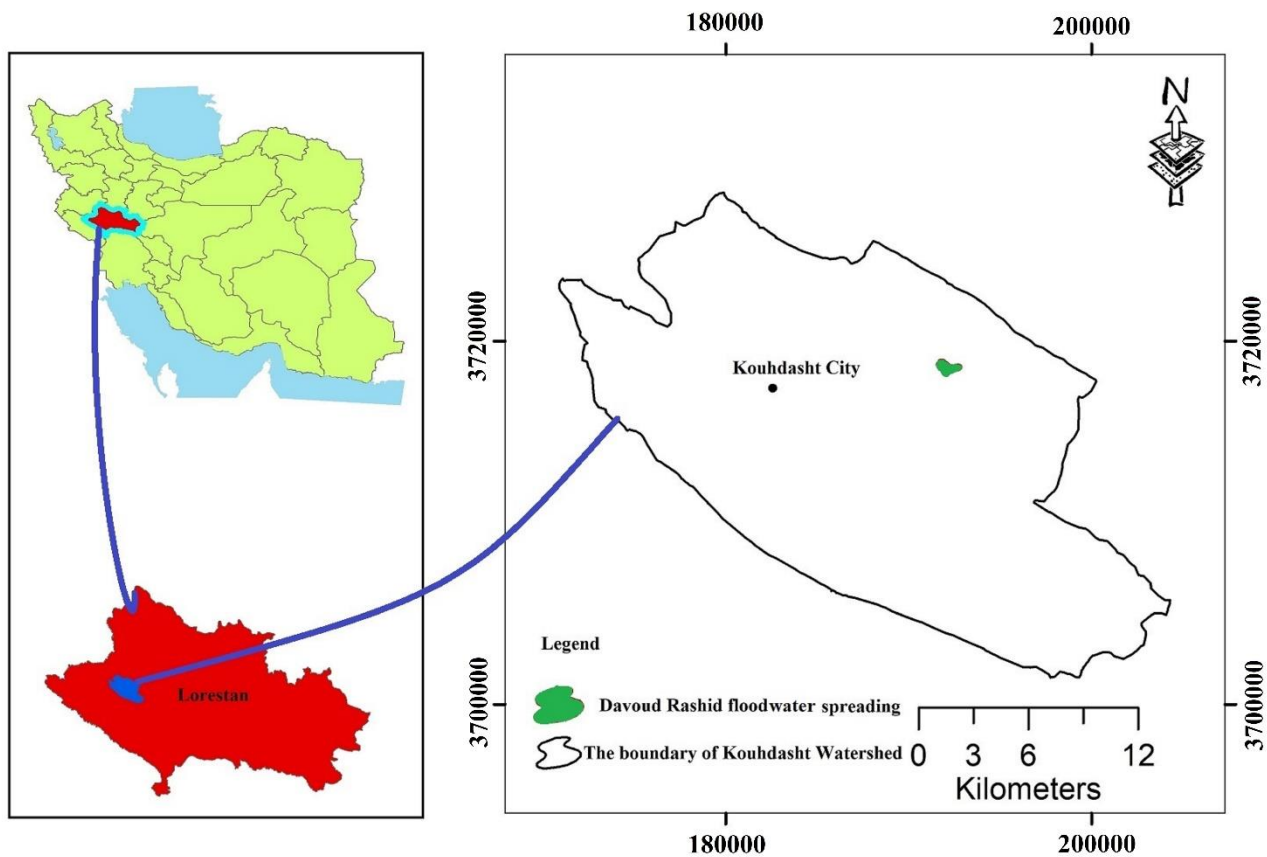 180000
200000
N
3720000
3720000
Kouhdasht City
Lorestan
Legend
Davoud Rashid floodwater spreading
The boundary of Kouhdasht Watershed
3700000
3700000
0 3 6 12
Kilometers
180000
200000